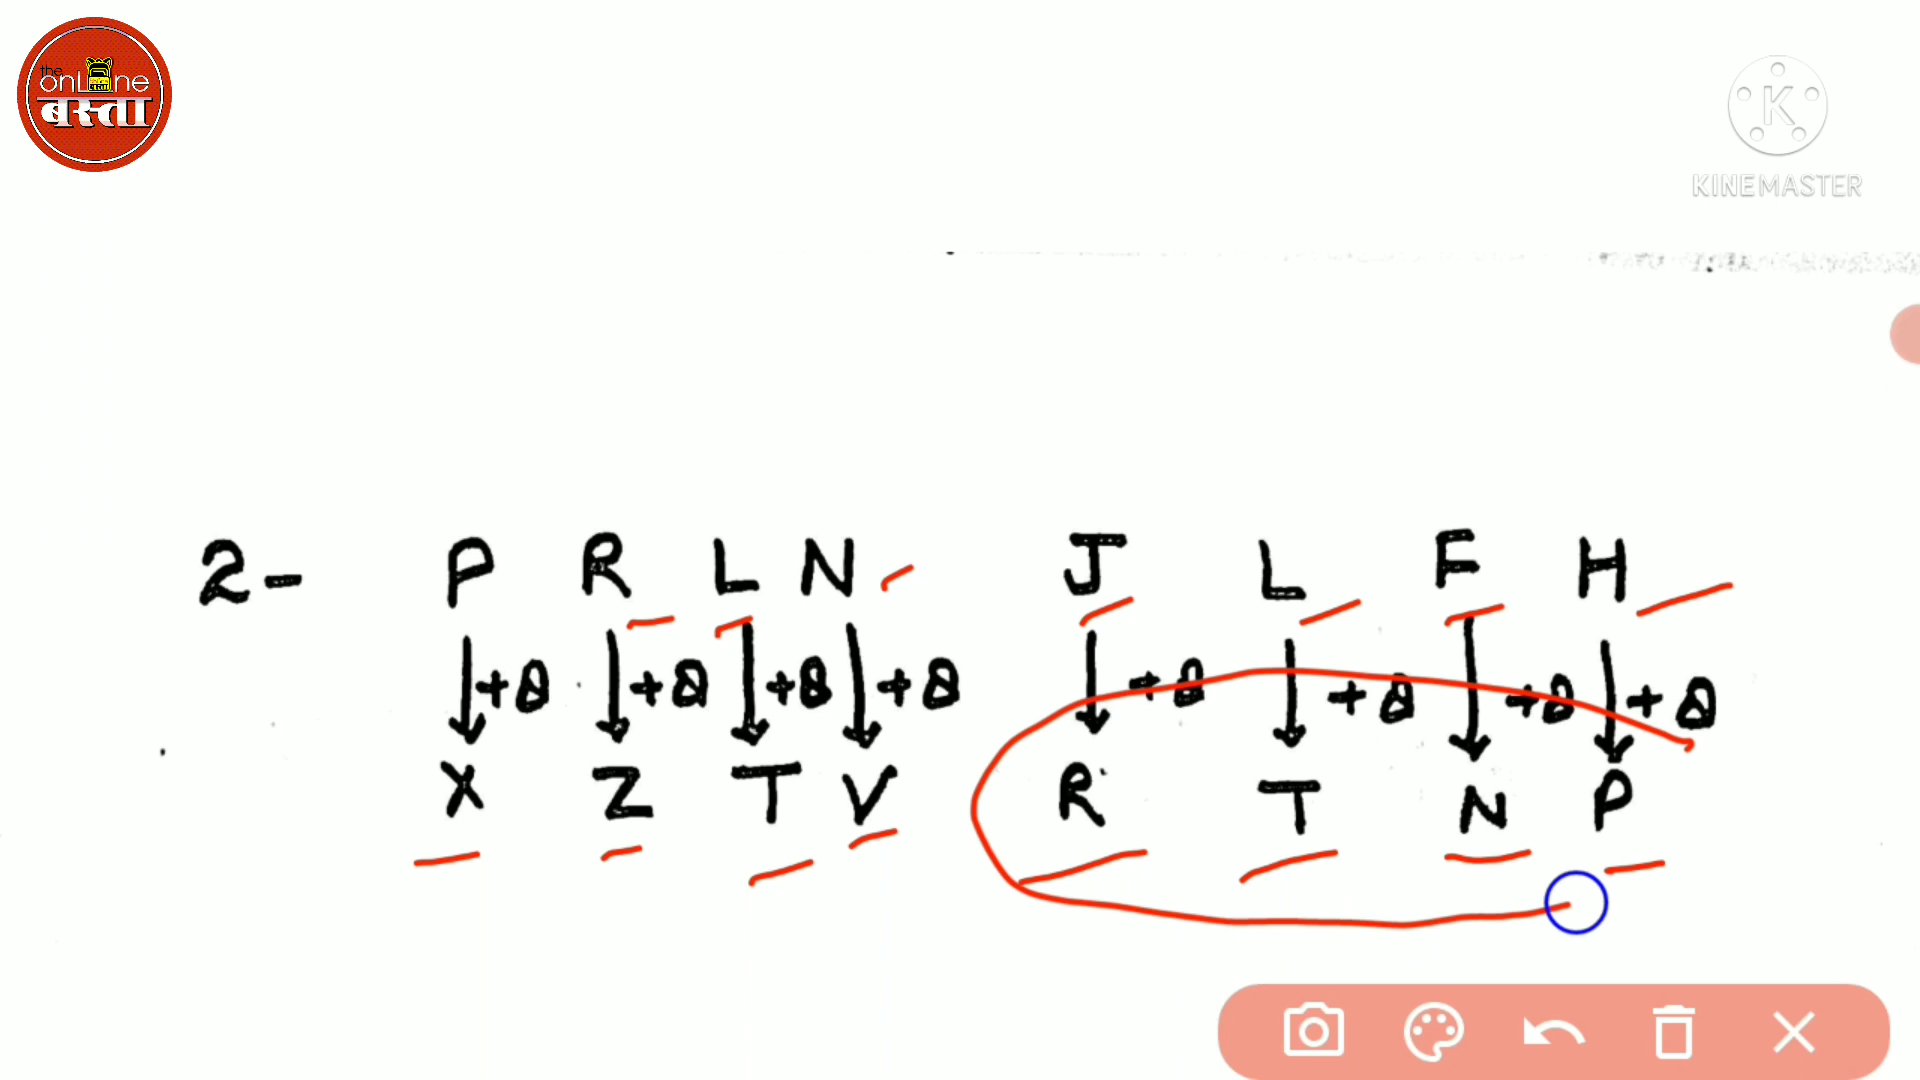 the
onLine
बस्ता
K
KINEMASTER
2- P R L N J L F H
+8 +8 +8 +8 +8 +8 +8 +8
X Z T V R T N P